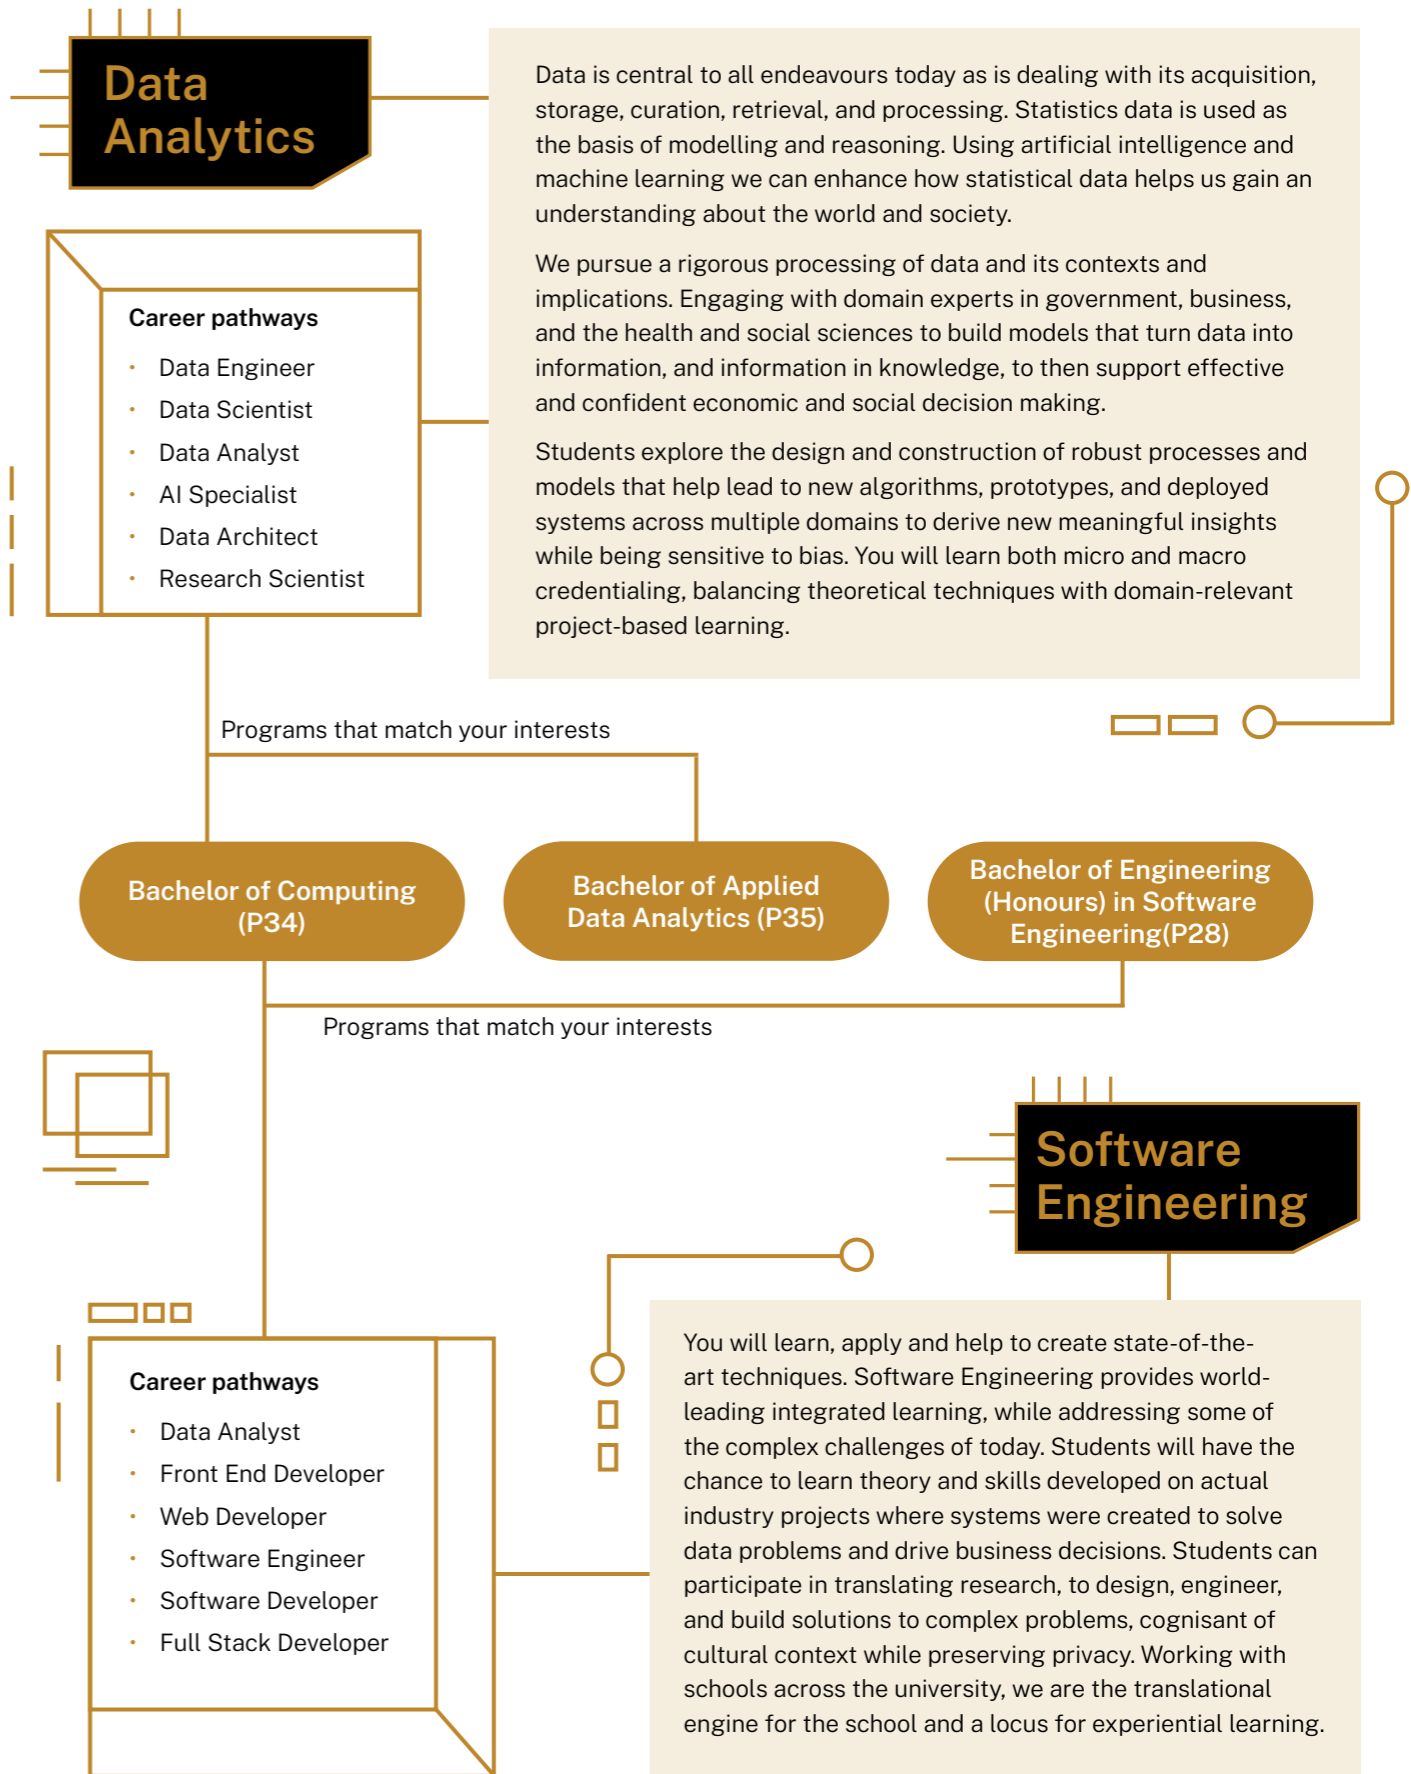 Data
Analytics
Data is central to all endeavours today as is dealing with its acquisition,
storage, curation, retrieval, and processing. Statistics data is used as
the basis of modelling and reasoning. Using artificial intelligence and
machine learning we can enhance how statistical data helps us gain an
understanding about the world and society.
We pursue a rigorous processing of data and its contexts and
implications. Engaging with domain experts in government, business,
and the health and social sciences to build models that turn data into
information, and information in knowledge, to then support effective
and confident economic and social decision making.
Students explore the design and construction of robust processes and
models that help lead to new algorithms, prototypes, and deployed
systems across multiple domains to derive new meaningful insights
while being sensitive to bias. You will learn both micro and macro
credentialing, balancing theoretical techniques with domain-relevant
project-based learning.
Career pathways
• Data Engineer
• Data Scientist
• Data Analyst
• AI Specialist
• Data Architect
• Research Scientist
Programs that match your interests
Bachelor of Computing
(P34)
Bachelor of Applied
Data Analytics (P35)
Bachelor of Engineering
(Honours) in Software
Engineering(P28)
Programs that match your interests
Software
Engineering
You will learn, apply and help to create state-of-the-
art techniques. Software Engineering provides world-
leading integrated learning, while addressing some of
the complex challenges of today. Students will have the
chance to learn theory and skills developed on actual
industry projects where systems were created to solve
data problems and drive business decisions. Students can
participate in translating research, to design, engineer,
and build solutions to complex problems, cognisant of
cultural context while preserving privacy. Working with
schools across the university, we are the translational
engine for the school and a locus for experiential learning.
Career pathways
• Data Analyst
• Front End Developer
• Web Developer
• Software Engineer
• Software Developer
• Full Stack Developer